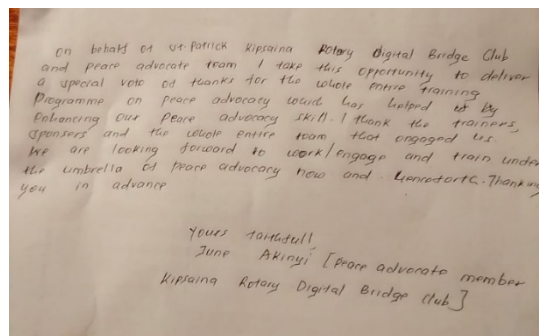 On behalf of St. Patrick Kipsaina Rotary Digital Bridge Club
and peace advocate team I take this opportunity to deliver
a special vote of thanks for the whole entire training
Programme on peace advocacy which has helped us by
Enhancing our Peace advocacy skill. I thank the trainers,
sponsers and the whole entire team that engaged us.
We are looking forward to work/engage and train under
the umbrella of peace advocacy now and henceforth. Thanking
you in advance
Yours faithfull,
June Akinyi [peace advocate member
Kipsaina Rotary Digital Bridge Club]